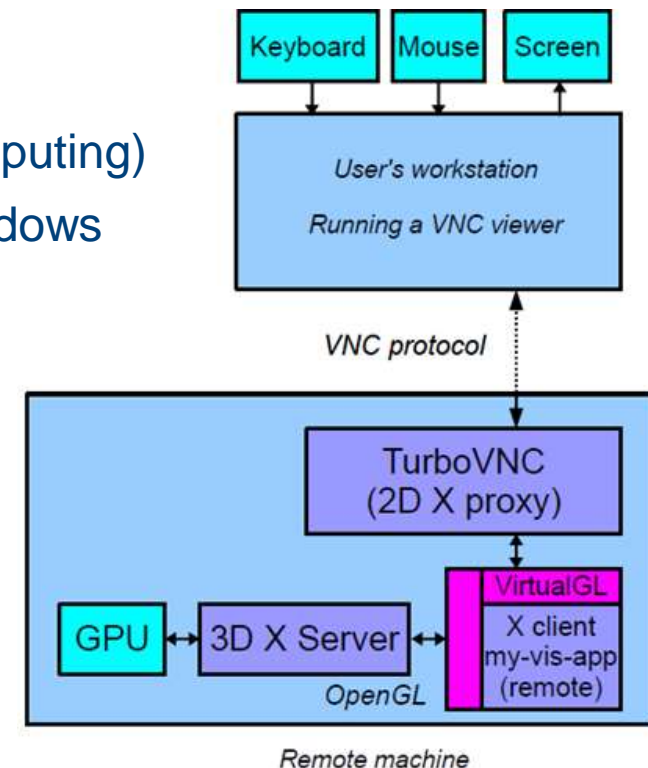 puting)
dows
Keyboard Mouse Screen
User's workstation
Running a VNC viewer
VNC protocol
TurboVNC
(2D X proxy)
VirtualGL
GPU
3D X Server
X client
my-vis-app
(remote)
OpenGL
Remote machine